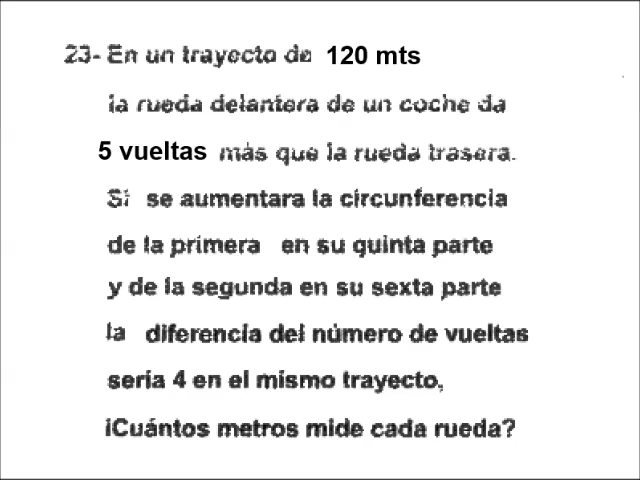 23- En un trayecto de 120 mts
la rueda delantera de un coche da
5 vueltas más que la rueda trasera.
Si se aumentara la circunferencia
de la primera en su quinta parte
y de la segunda en su sexta parte
la diferencia del número de vueltas
sería 4 en el mismo trayecto,
¡Cuántos metros mide cada rueda?